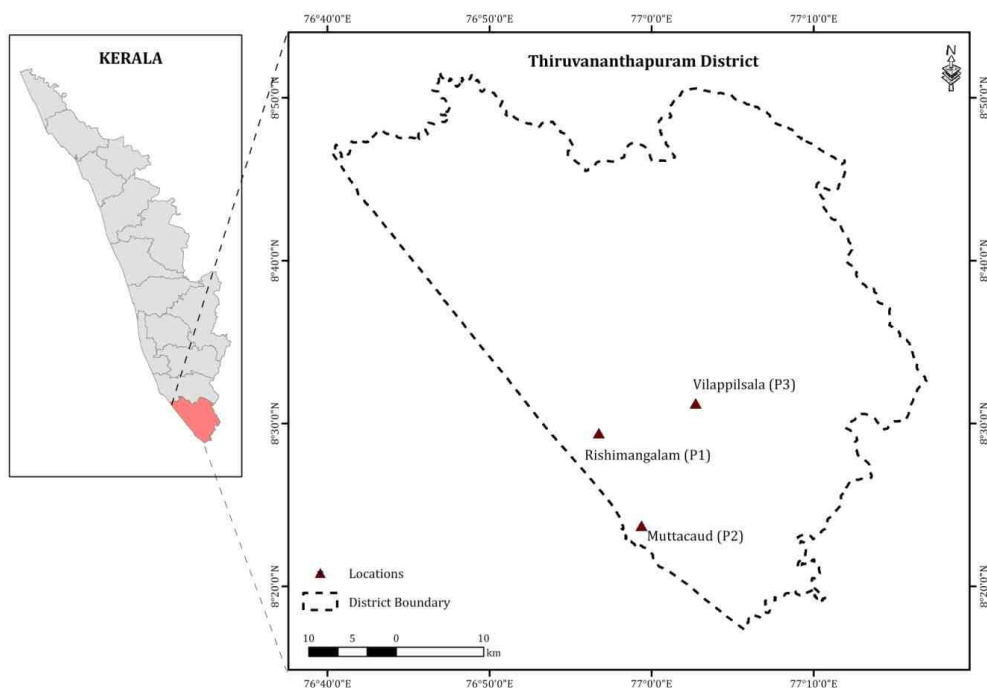 KERALA
76°40'0"E
76°50'0"E
77°0'0"E
77°10'0"E
Thiruvananthapuram District
N
8°50'0"N
8°50'0"N
8°40'0"N
8°40'0"N
Vilappilsala (P3)
8°30'0"N
8°30'0"N
Rishimangalam (P1)
Muttacaud (P2)
Locations
8°20'0"N
8°20'0"N
District Boundary
10 5 0 10
km
76°40'0"E
76°50'0"E
77°0'0"E
77°10'0"E